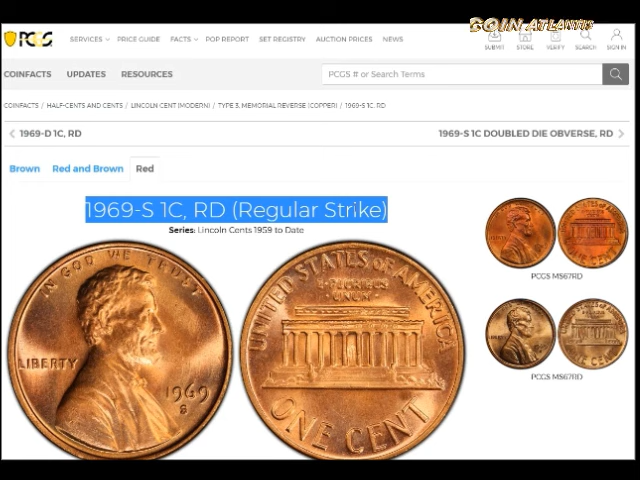 COIN ATLANTIS
PCGS
SERVICES PRICE GUIDE FACTS POP REPORT SET REGISTRY AUCTION PRICES NEWS
SUBMIT STORE VERIFY SEARCH SIGN IN
COINFACTS UPDATES RESOURCES
PCGS # or Search Terms
COINFACTS / HALF-CENTS AND CENTS / LINCOLN CENT (MODERN) / TYPE 3, MEMORIAL REVERSE (COPPER) / 1969-S 1C, RD
1969-D 1C, RD
1969-S 1C DOUBLED DIE OBVERSE, RD
Brown Red and Brown Red
1969-S 1C, RD (Regular Strike)
Series: Lincoln Cents 1959 to Date
IN GOD WE TRUST
LIBERTY
1969
S
UNITED STATES OF AMERICA
E·PLURIBUS
UNUM
ONE CENT
PCGS MS67RD
PCGS MS67RD